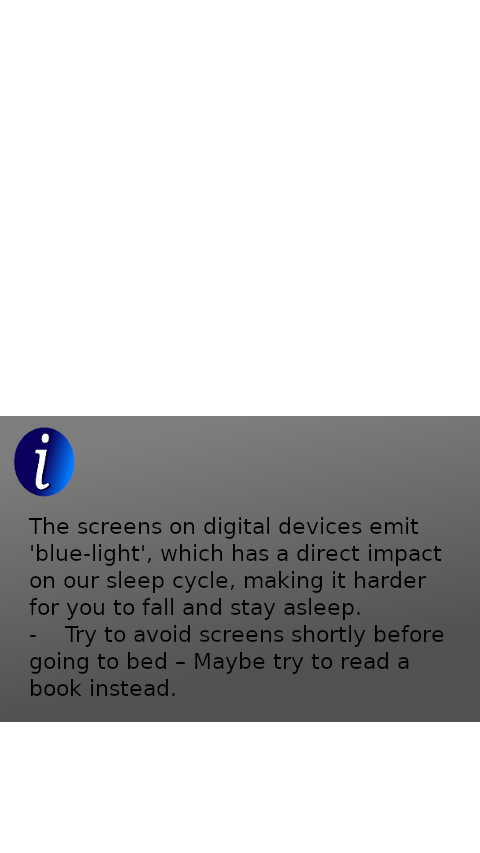 i
The screens on digital devices emit
'blue-light', which has a direct impact
on our sleep cycle, making it harder
for you to fall and stay asleep.
-    Try to avoid screens shortly before
going to bed – Maybe try to read a
book instead.